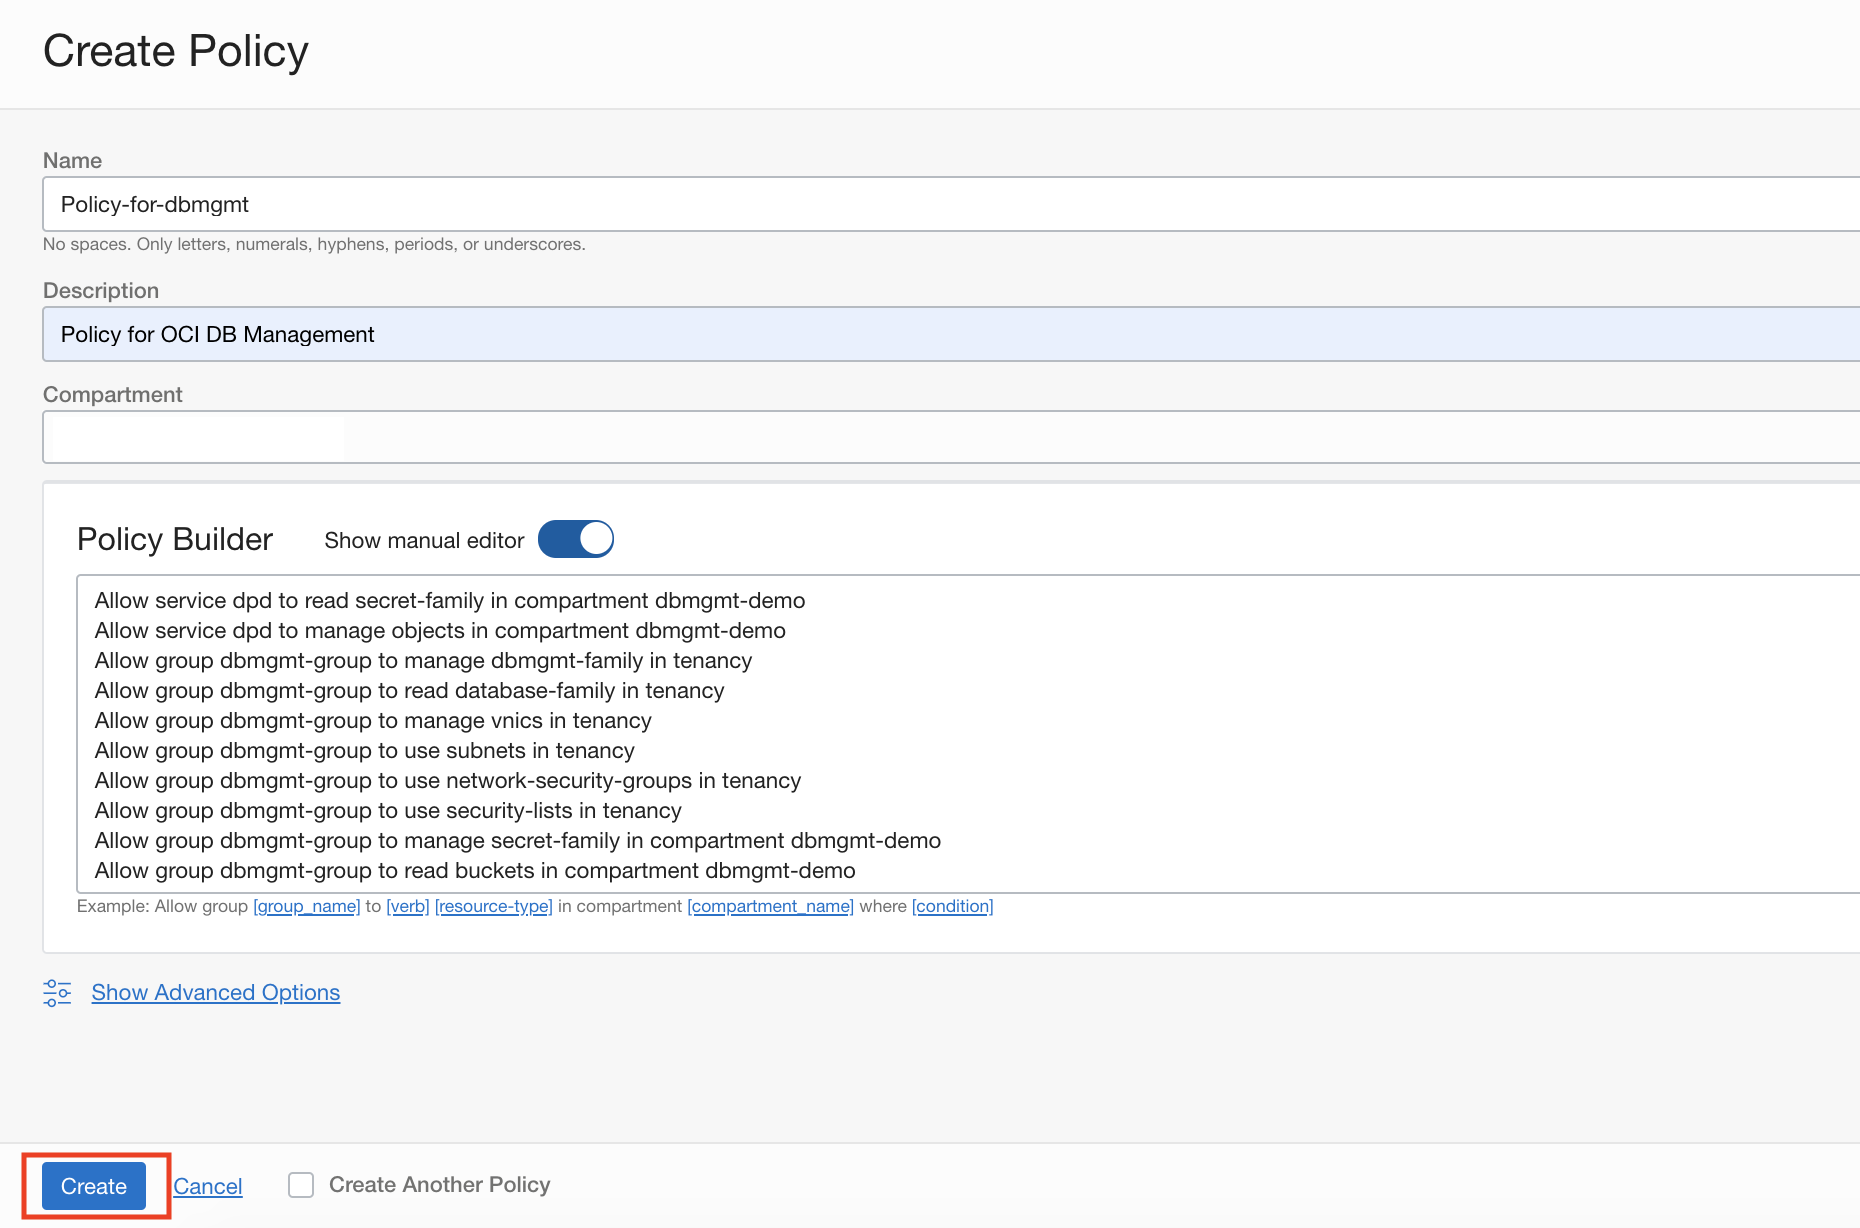 Create Policy
Name
Policy-for-dbmgmt
No spaces. Only letters, numerals, hyphens, periods, or underscores.
Description
Policy for OCI DB Management
Compartment
Policy Builder Show manual editor
Allow service dpd to read secret-family in compartment dbmgmt-demo
Allow service dpd to manage objects in compartment dbmgmt-demo
Allow group dbmgmt-group to manage dbmgmt-family in tenancy
Allow group dbmgmt-group to read database-family in tenancy
Allow group dbmgmt-group to manage vnics in tenancy
Allow group dbmgmt-group to use subnets in tenancy
Allow group dbmgmt-group to use network-security-groups in tenancy
Allow group dbmgmt-group to use security-lists in tenancy
Allow group dbmgmt-group to manage secret-family in compartment dbmgmt-demo
Allow group dbmgmt-group to read buckets in compartment dbmgmt-demo
Example: Allow group [group_name] to [verb] [resource-type] in compartment [compartment_name] where [condition]
Show Advanced Options
Create Cancel Create Another Policy